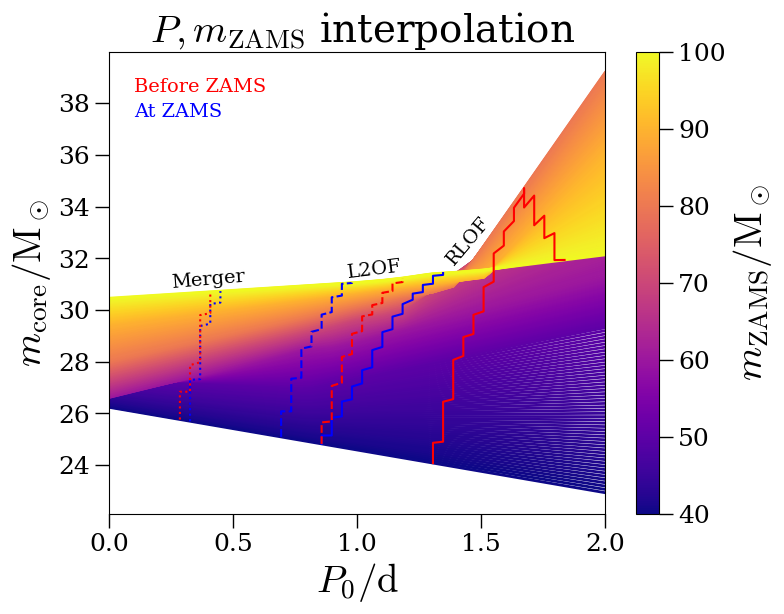 P, m_ZAMS interpolation
Before ZAMS
At ZAMS
Merger
L2OF
RLOF
m_core/M_⊙
38
36
34
32
30
28
26
24
0.0 0.5 1.0 1.5 2.0
P_0/d
100
90
80
70
60
50
40
m_ZAMS/M_⊙